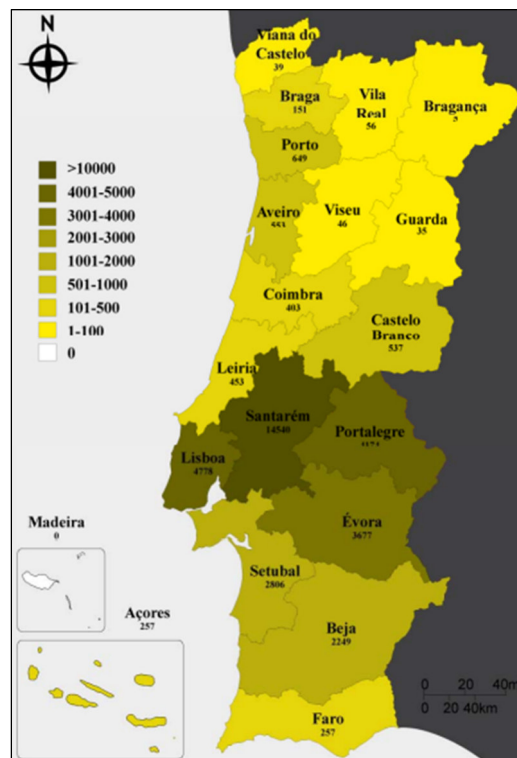 N
Viana do
Castelo
39
Braga
151
Vila
Real
56
Bragança
Porto
649
>10000
4001-5000
3001-4000
2001-3000
1001-2000
501-1000
101-500
1-100
0
Aveiro
Viseu
46
Guarda
35
Coimbra
403
Castelo
Branco
537
Leiria
453
Santarém
14540
Portalegre
Lisboa
4778
Évora
3677
Madeira
0
Setubal
2806
Açores
257
Beja
2249
0 20 40m
0 20 40km
Faro
257